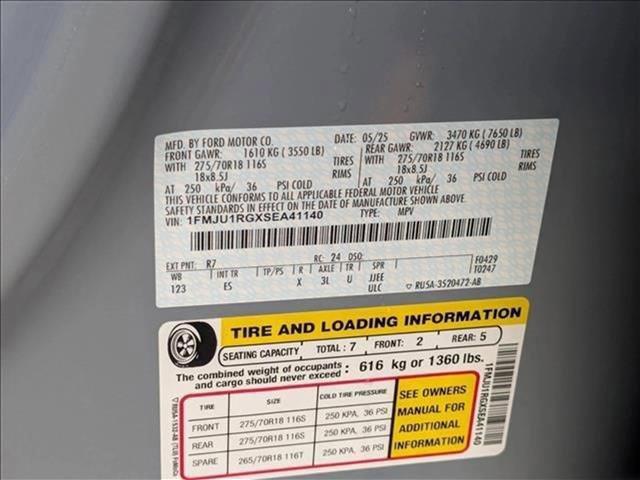 MFD. BY FORD MOTOR CO.
DATE: 05/25 GVWR: 3470 KG ( 7650 LB)
FRONT GAWR: 1610 KG ( 3550 LB) REAR GAWR: 2127 KG ( 4690 LB)
WITH 275/70R18 116S TIRES WITH 275/70R18 116S TIRES
18x8.5J RIMS 18x8.5J RIMS
AT 250 kPa/ 36 PSI COLD AT 250 kPa/ 36 PSI COLD
THIS VEHICLE CONFORMS TO ALL APPLICABLE FEDERAL MOTOR VEHICLE
SAFETY STANDARDS IN EFFECT ON THE DATE OF MANUFACTURE SHOWN ABOVE.
VIN: 1FMJU1RGXSEA41140 TYPE: MPV
F0429
T0247
EXT PNT: R7 RC: 24 DSO:
WB INT TR TP/PS R AXLE TR SPR
123 ES X 3L U JJEE
ULC ▽RU5A-3520472-AB
TIRE AND LOADING INFORMATION
SEATING CAPACITY TOTAL: 7 FRONT: 2 REAR: 5
The combined weight of occupants and cargo should never exceed: 616 kg or 1360 lbs.
TIRE SIZE COLD TIRE PRESSURE
FRONT 275/70R18 116S 250 KPA, 36 PSI
REAR 275/70R18 116S 250 KPA, 36 PSI
SPARE 265/70R18 116T 250 KPA, 36 PSI
SEE OWNERS
MANUAL FOR
ADDITIONAL
INFORMATION
1FMJU1RGXSEA41140